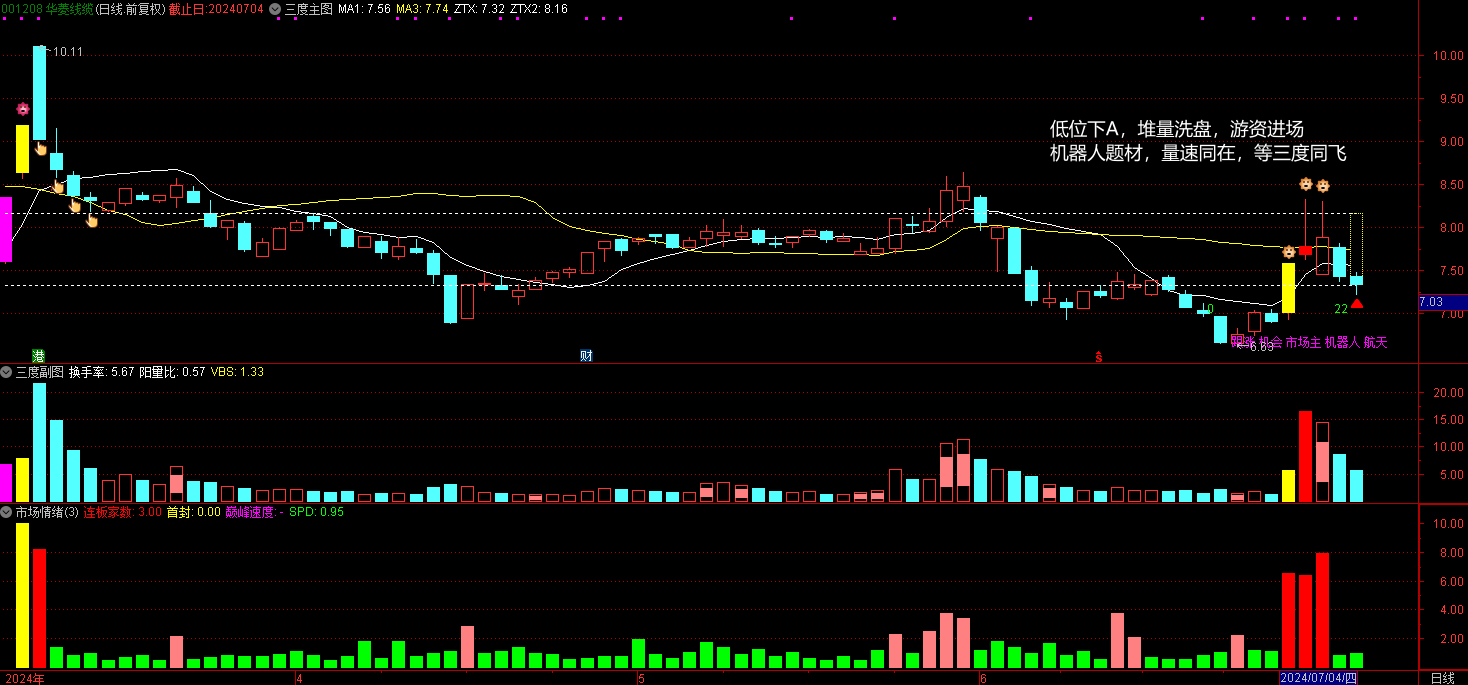 001208 华菱线缆(日线.前复权) 截止日:20240704 三度主图 MA1: 7.56 MA3: 7.74 ZTX: 7.32 ZTX2: 8.16
10.11
10.00
9.50
9.00
低位下A，堆量洗盘，游资进场
机器人题材，量速同在，等三度同飞
8.50
8.00
7.50
7.03
7.00
0
22
机会 市场主 机器人 航天
6.63
港
财
S
三度副图 换手率: 5.67 阳量比: 0.57 VBS: 1.33
20.00
15.00
10.00
5.00
市场情绪(3) 连板家数: 3.00 首封: 0.00 巅峰速度: - SPD: 0.95
10.00
8.00
6.00
4.00
2.00
2024年 4 5 6 2024/07/04/四 日线